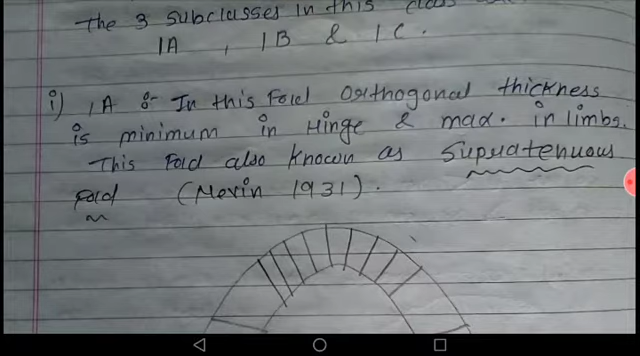 the 3 subclasses in this class
1A , 1B & 1C.
i) 1A :- In this Fold Orthogonal thickness
is minimum in Hinge & max. in limbs.
This Fold also known as Supratenuous
Fold (Nevin 1931).